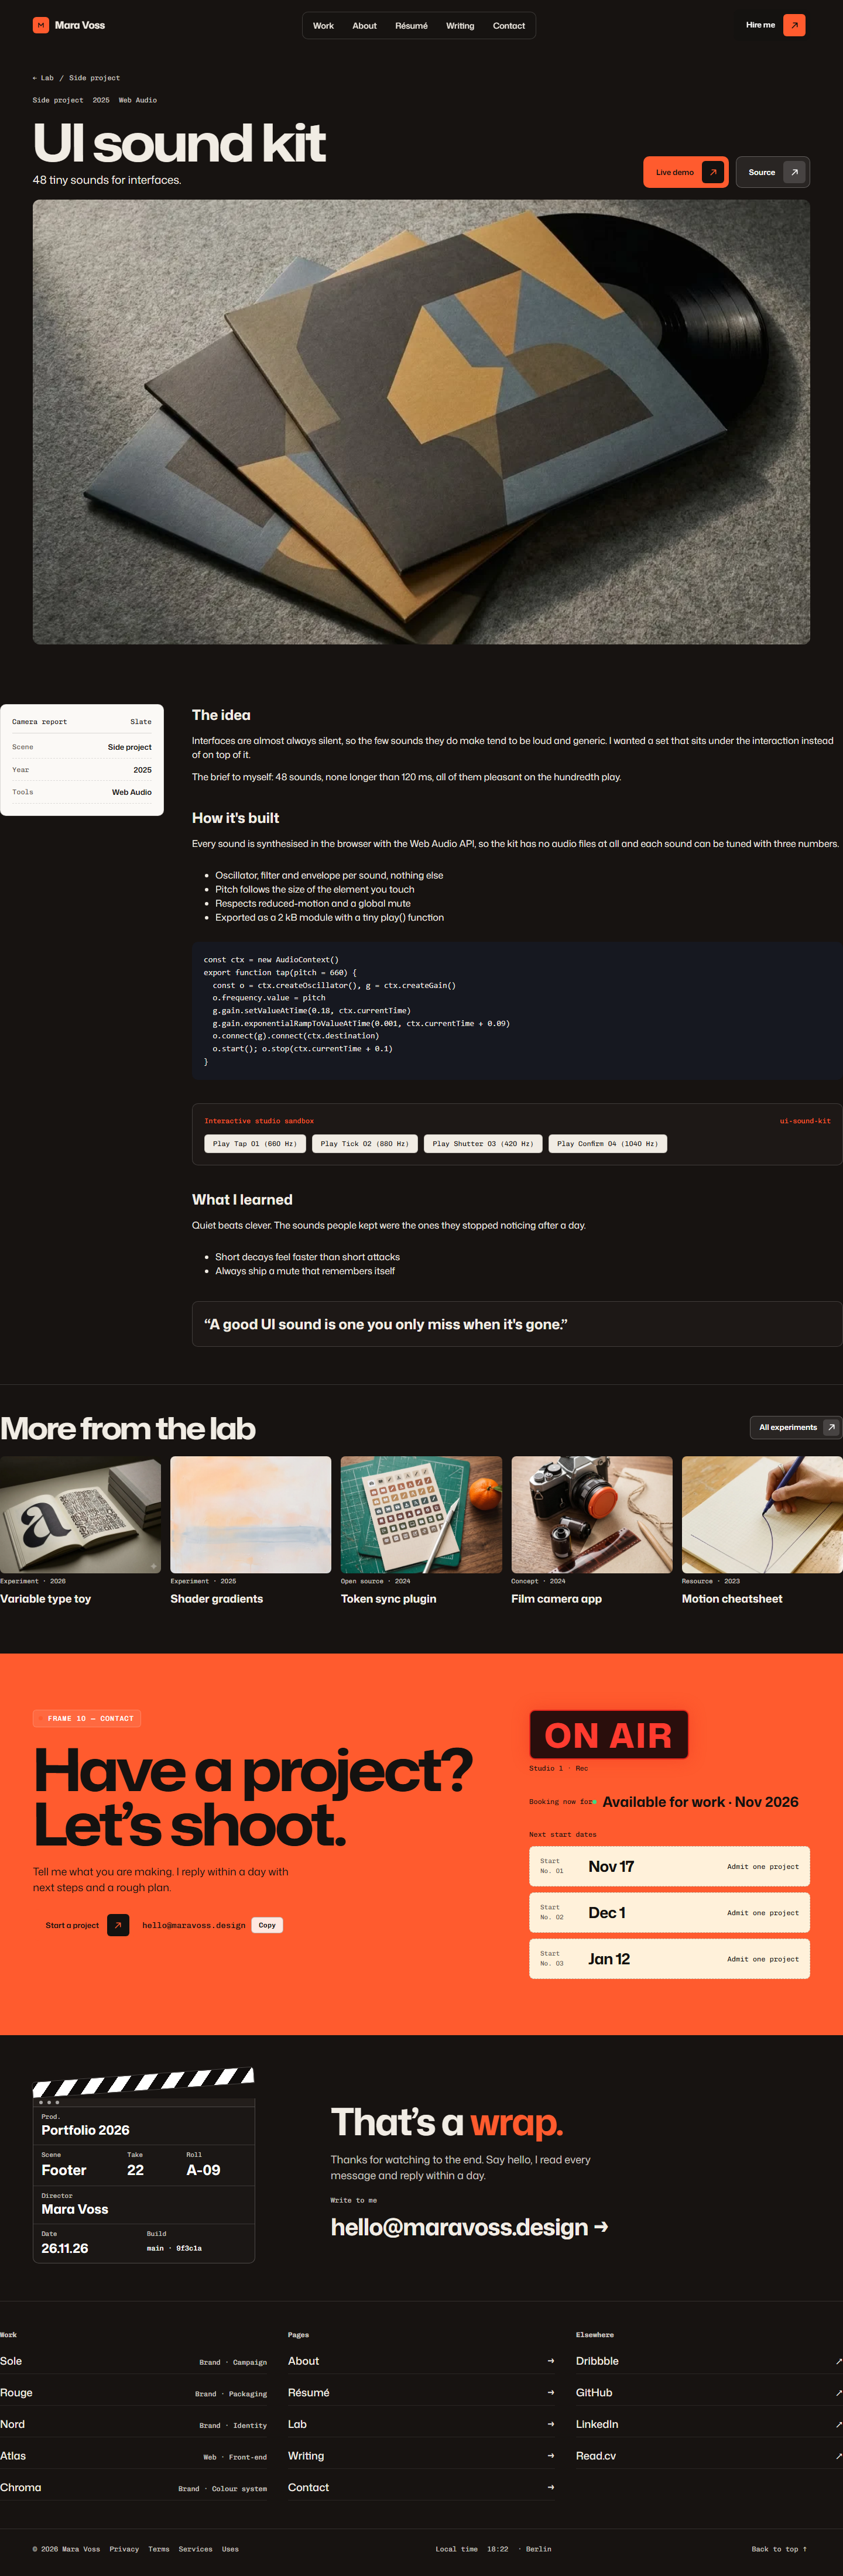 M Mara Voss
Work About Résumé Writing Contact
Hire me
← Lab / Side project
Side project 2025 Web Audio
UI sound kit
48 tiny sounds for interfaces.
Live demo
Source
Camera report Slate
Scene Side project
Year 2025
Tools Web Audio
The idea
Interfaces are almost always silent, so the few sounds they do make tend to be loud and generic. I wanted a set that sits under the interaction instead
of on top of it.
The brief to myself: 48 sounds, none longer than 120 ms, all of them pleasant on the hundredth play.
How it's built
Every sound is synthesised in the browser with the Web Audio API, so the kit has no audio files at all and each sound can be tuned with three numbers.
Oscillator, filter and envelope per sound, nothing else
Pitch follows the size of the element you touch
Respects reduced-motion and a global mute
Exported as a 2 kB module with a tiny play() function
const ctx = new AudioContext()
export function tap(pitch = 660) {
const o = ctx.createOscillator(), g = ctx.createGain()
o.frequency.value = pitch
g.gain.setValueAtTime(0.18, ctx.currentTime)
g.gain.exponentialRampToValueAtTime(0.001, ctx.currentTime + 0.09)
o.connect(g).connect(ctx.destination)
o.start(); o.stop(ctx.currentTime + 0.1)
}
Interactive studio sandbox ui-sound-kit
Play Tap 01 (660 Hz) Play Tick 02 (880 Hz) Play Shutter 03 (420 Hz) Play Confirm 04 (1040 Hz)
What I learned
Quiet beats clever. The sounds people kept were the ones they stopped noticing after a day.
Short decays feel faster than short attacks
Always ship a mute that remembers itself
“A good UI sound is one you only miss when it's gone.”
More from the lab
All experiments
a
Experiment · 2026
Variable type toy
Experiment · 2025
Shader gradients
Open source · 2024
Token sync plugin
Concept · 2024
Film camera app
Resource · 2023
Motion cheatsheet
FRAME 10 — CONTACT
Have a project?
Let’s shoot.
Tell me what you are making. I reply within a day with
next steps and a rough plan.
Start a project
hello@maravoss.design Copy
ON AIR
Studio 1 · Rec
Booking now for Available for work · Nov 2026
Next start dates
Start
No. 01
Nov 17
Admit one project
Start
No. 02
Dec 1
Admit one project
Start
No. 03
Jan 12
Admit one project
Prod.
Portfolio 2026
Scene Take Roll
Footer 22 A-09
Director
Mara Voss
Date Build
26.11.26 main · 9f3c1a
That’s a wrap.
Thanks for watching to the end. Say hello, I read every
message and reply within a day.
Write to me
hello@maravoss.design →
Work
Sole Brand · Campaign
Rouge Brand · Packaging
Nord Brand · Identity
Atlas Web · Front-end
Chroma Brand · Colour system
Pages
About →
Résumé →
Lab →
Writing →
Contact →
Elsewhere
Dribbble ↗
GitHub ↗
LinkedIn ↗
Read.cv ↗
© 2026 Mara Voss Privacy Terms Services Uses
Local time 18:22 · Berlin
Back to top ↑